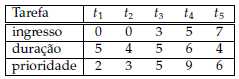 Tarefa t1 t2 t3 t4 t5
ingresso 0 0 3 5 7
duração 5 4 5 6 4
prioridade 2 3 5 9 6